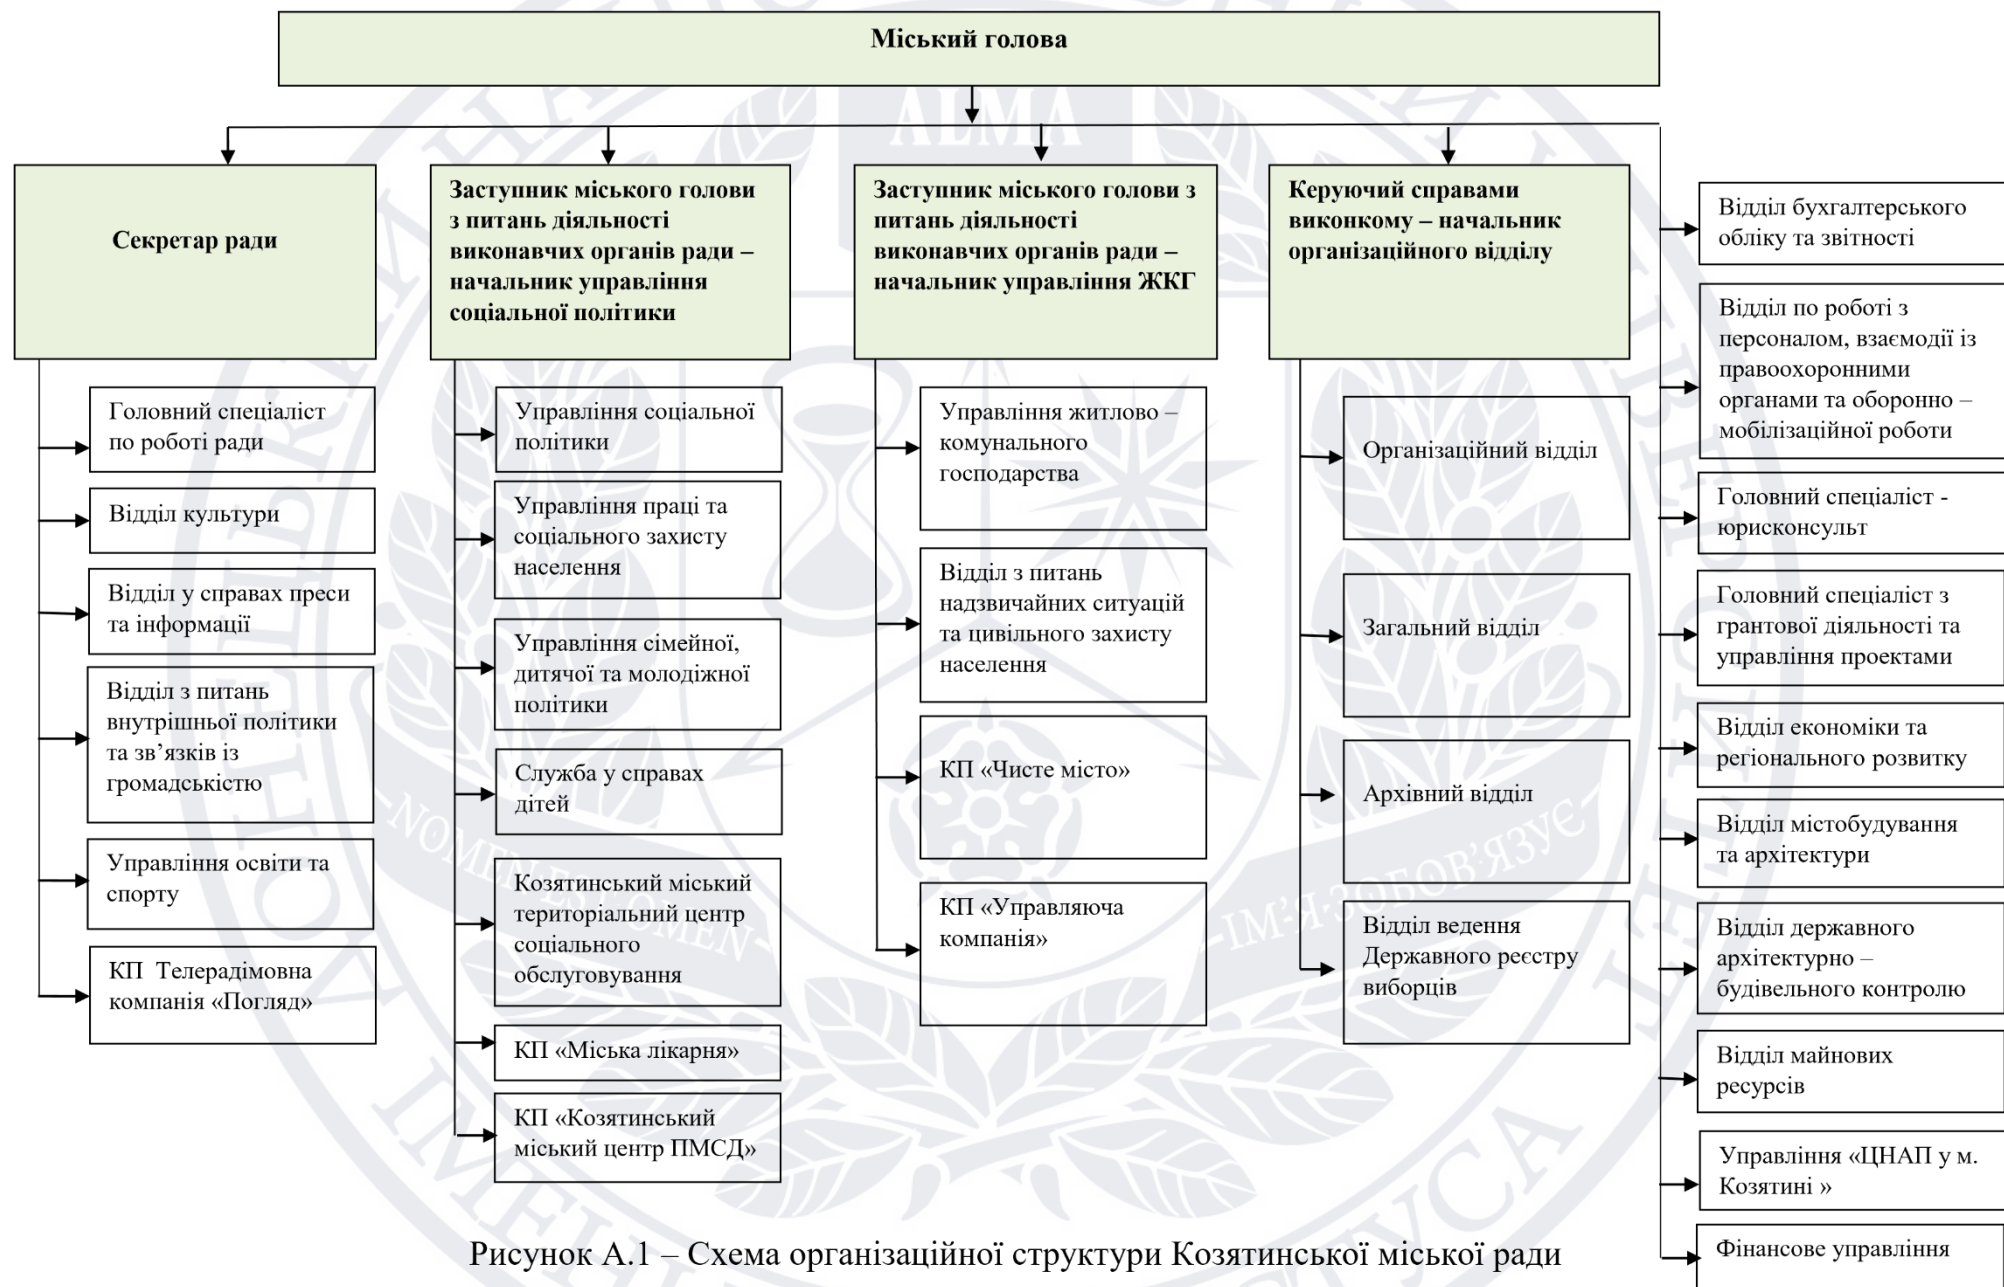 Міський голова
Секретар ради
Заступник міського голови
з питань діяльності
виконавчих органів ради –
начальник управління
соціальної політики
Заступник міського голови з
питань діяльності
виконавчих органів ради –
начальник управління ЖКГ
Керуючий справами
виконкому – начальник
організаційного відділу
Головний спеціаліст
по роботі ради
Відділ культури
Відділ у справах преси
та інформації
Відділ з питань
внутрішньої політики
та зв’язків із
громадськістю
Управління освіти та
спорту
КП Телерадімовна
компанія «Погляд»
Управління соціальної
політики
Управління праці та
соціального захисту
населення
Управління сімейної,
дитячої та молодіжної
політики
Служба у справах
дітей
Козятинський міський
територіальний центр
соціального
обслуговування
КП «Міська лікарня»
КП «Козятинський
міський центр ПМСД»
Управління житлово –
комунального
господарства
Відділ з питань
надзвичайних ситуацій
та цивільного захисту
населення
КП «Чисте місто»
КП «Управляюча
компанія»
Організаційний відділ
Загальний відділ
Архівний відділ
Відділ ведення
Державного реєстру
виборців
Відділ бухгалтерського
обліку та звітності
Відділ по роботі з
персоналом, взаємодії із
правоохоронними
органами та оборонно –
мобілізаційної роботи
Головний спеціаліст -
юрисконсульт
Головний спеціаліст з
грантової діяльності та
управління проектами
Відділ економіки та
регіонального розвитку
Відділ містобудування
та архітектури
Відділ державного
архітектурно –
будівельного контролю
Відділ майнових
ресурсів
Управління «ЦНАП у м.
Козятині »
Фінансове управління
Рисунок А.1 – Схема організаційної структури Козятинської міської ради
ALMA
NOMEN EST OMEN
ІМ’Я ЗОБОВ’ЯЗУЄ